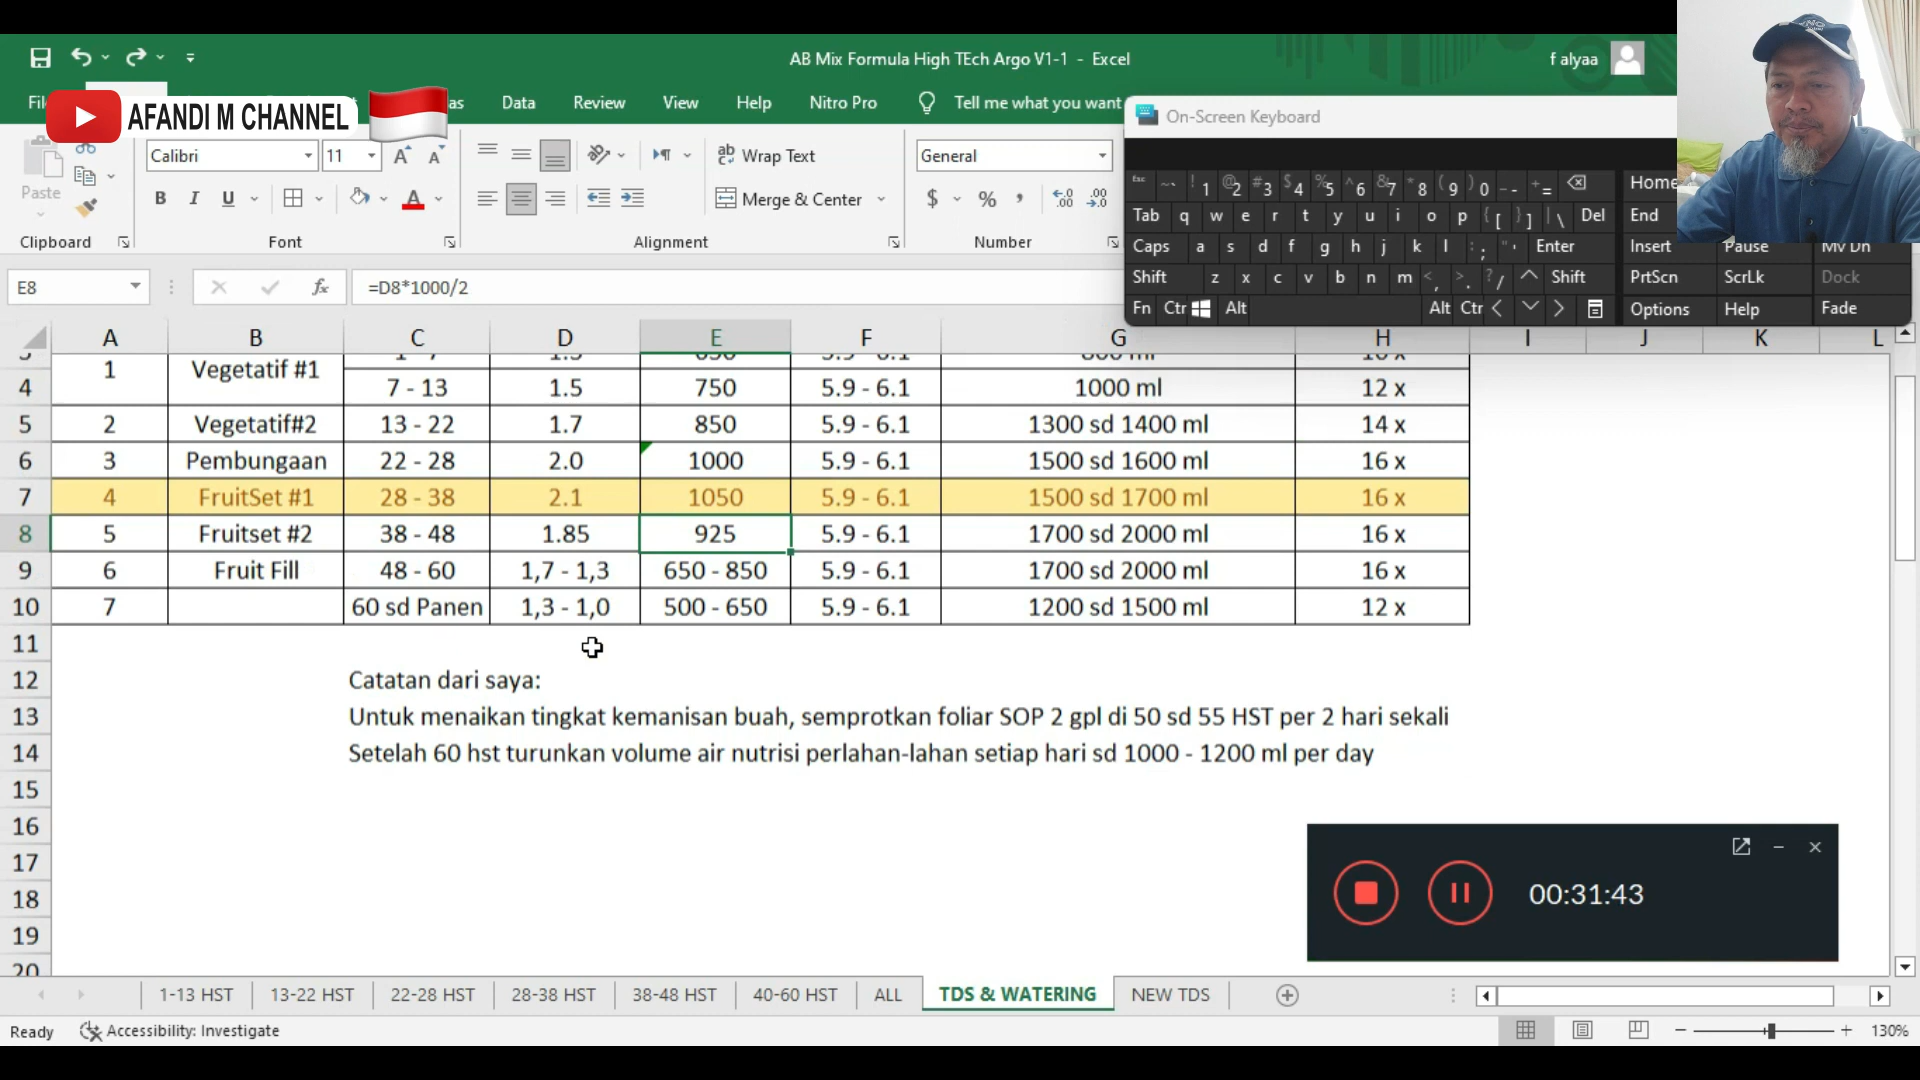 AB Mix Formula High TEch Argo V1-1 - Excel
f alyaa
AFANDI M CHANNEL
Data Review View Help Nitro Pro Tell me what you want
On-Screen Keyboard
Paste
Calibri 11
Wrap Text
General
Merge & Center
Clipboard Font Alignment Number
Esc ~` !1 @2 #3 $4 %5 ^6 &7 *8 (9 )0 _- += Home
Tab q w e r t y u i o p {[ }] |\ Del End
Caps a s d f g h j k l :; "' Enter Insert Pause Mv Dn
Shift z x c v b n m <, >. ?/ Shift PrtScn ScrLk Dock
Fn Ctr Alt Alt Ctr Options Help Fade
E8 fx =D8*1000/2
A B C D E F G H I J K L
1 Vegetatif #1
4 7 - 13 1.5 750 5.9 - 6.1 1000 ml 12 x
5 2 Vegetatif#2 13 - 22 1.7 850 5.9 - 6.1 1300 sd 1400 ml 14 x
6 3 Pembungaan 22 - 28 2.0 1000 5.9 - 6.1 1500 sd 1600 ml 16 x
7 4 FruitSet #1 28 - 38 2.1 1050 5.9 - 6.1 1500 sd 1700 ml 16 x
8 5 Fruitset #2 38 - 48 1.85 925 5.9 - 6.1 1700 sd 2000 ml 16 x
9 6 Fruit Fill 48 - 60 1,7 - 1,3 650 - 850 5.9 - 6.1 1700 sd 2000 ml 16 x
10 7 60 sd Panen 1,3 - 1,0 500 - 650 5.9 - 6.1 1200 sd 1500 ml 12 x
11
12 Catatan dari saya:
13 Untuk menaikan tingkat kemanisan buah, semprotkan foliar SOP 2 gpl di 50 sd 55 HST per 2 hari sekali
14 Setelah 60 hst turunkan volume air nutrisi perlahan-lahan setiap hari sd 1000 - 1200 ml per day
15
16
17
18
19
20
00:31:43
1-13 HST 13-22 HST 22-28 HST 28-38 HST 38-48 HST 40-60 HST ALL TDS & WATERING NEW TDS
Ready Accessibility: Investigate 130%